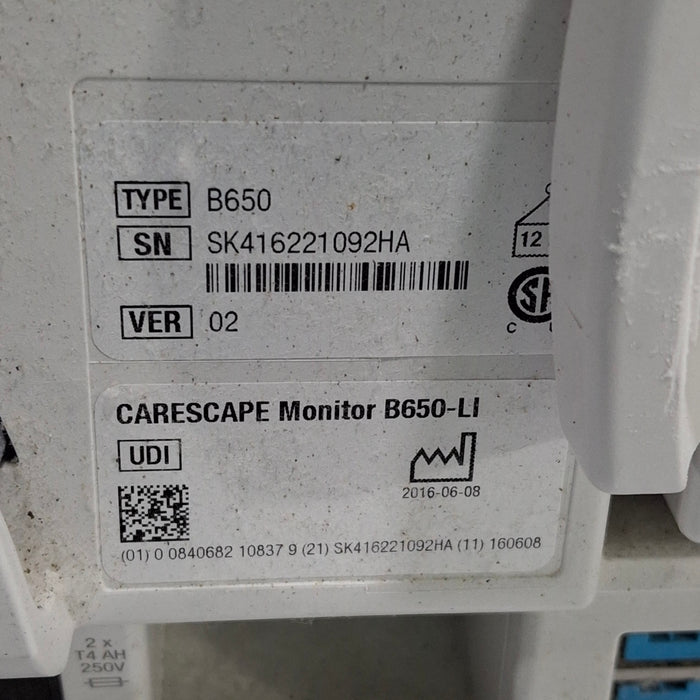 TYPE B650
SN SK416221092HA
12
VER 02
C
CARESCAPE Monitor B650-LI
UDI
2016-06-08
(01) 0 0840682 10837 9 (21) SK416221092HA (11) 160608
2 x
T4 AH
250V